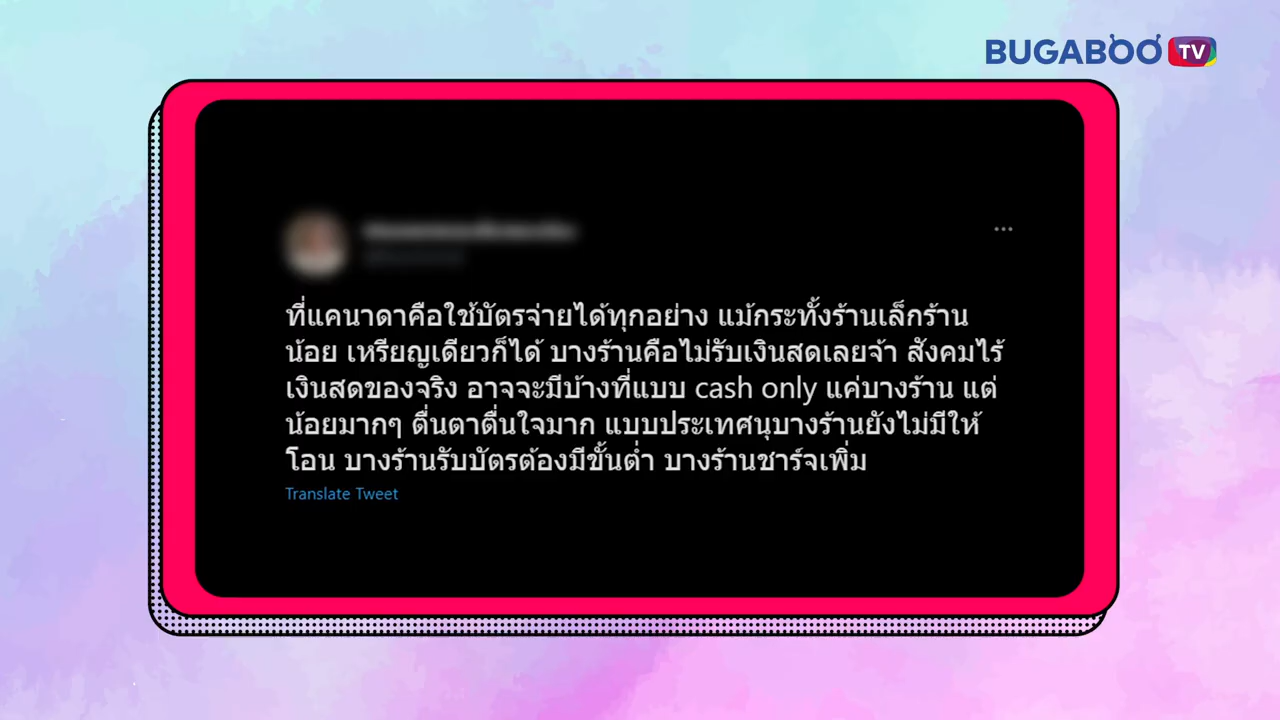 BUGABOO TV
ที่แคนาดาคือใช้บัตรจ่ายได้ทุกอย่าง แม้กระทั้งร้านเล็กร้าน
น้อย เหรียญเดียวก็ได้ บางร้านคือไม่รับเงินสดเลยจ้า สังคมไร้
เงินสดของจริง อาจจะมีบ้างที่แบบ cash only แค่บางร้าน แต่
น้อยมากๆ ตื่นตาตื่นใจมาก แบบประเทศนุบางร้านยังไม่มีให้
โอน บางร้านรับบัตรต้องมีขั้นต่ำ บางร้านชาร์จเพิ่ม
Translate Tweet